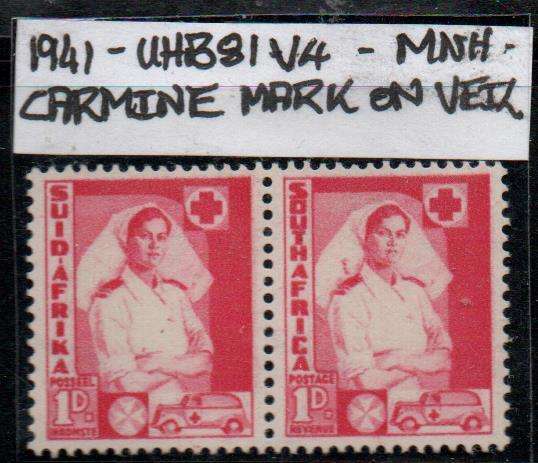 1941 - UHB81 V4 - MNH-
CARMINE MARK ON VEIL
SUID-AFRIKA
POSSEEL
1D.
INKOMSTE
SOUTH AFRICA
POSTAGE
1D.
REVENUE